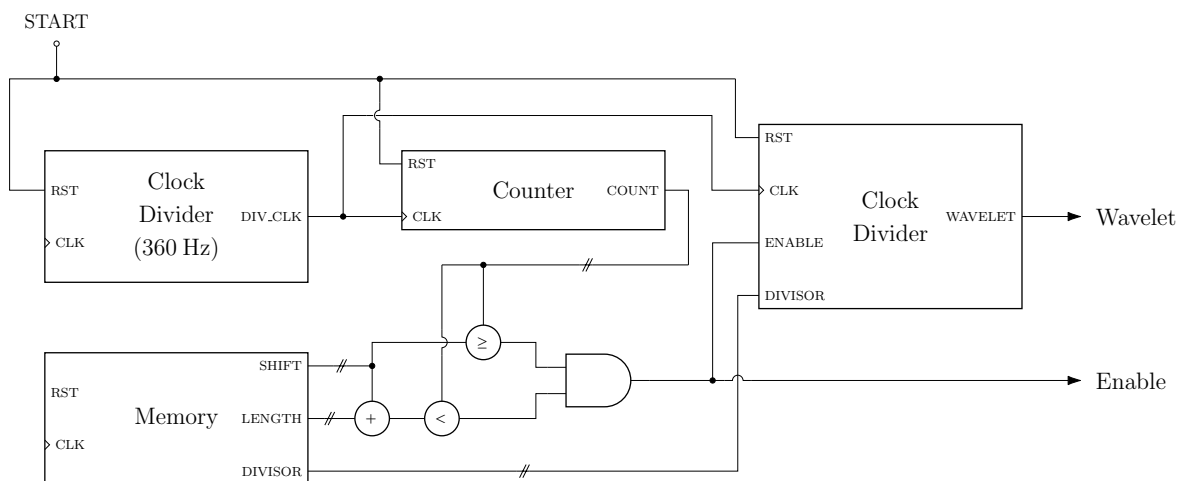 START
RST
Clock
Divider
(360 Hz)
DIV_CLK
CLK
RST
Counter
COUNT
CLK
RST
CLK
Clock
Divider
WAVELET
ENABLE
DIVISOR
Wavelet
≥
SHIFT
RST
Memory
LENGTH
+
<
CLK
DIVISOR
Enable